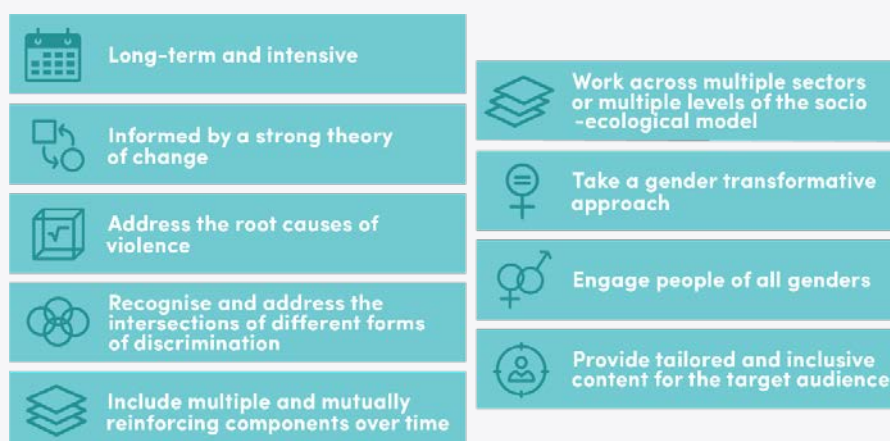 Long-term and intensive
Informed by a strong theory
of change
Address the root causes of
violence
Recognise and address the
intersections of different forms
of discrimination
Include multiple and mutually
reinforcing components over time
Work across multiple sectors
or multiple levels of the socio
-ecological model
Take a gender transformative
approach
Engage people of all genders
Provide tailored and inclusive
content for the target audience